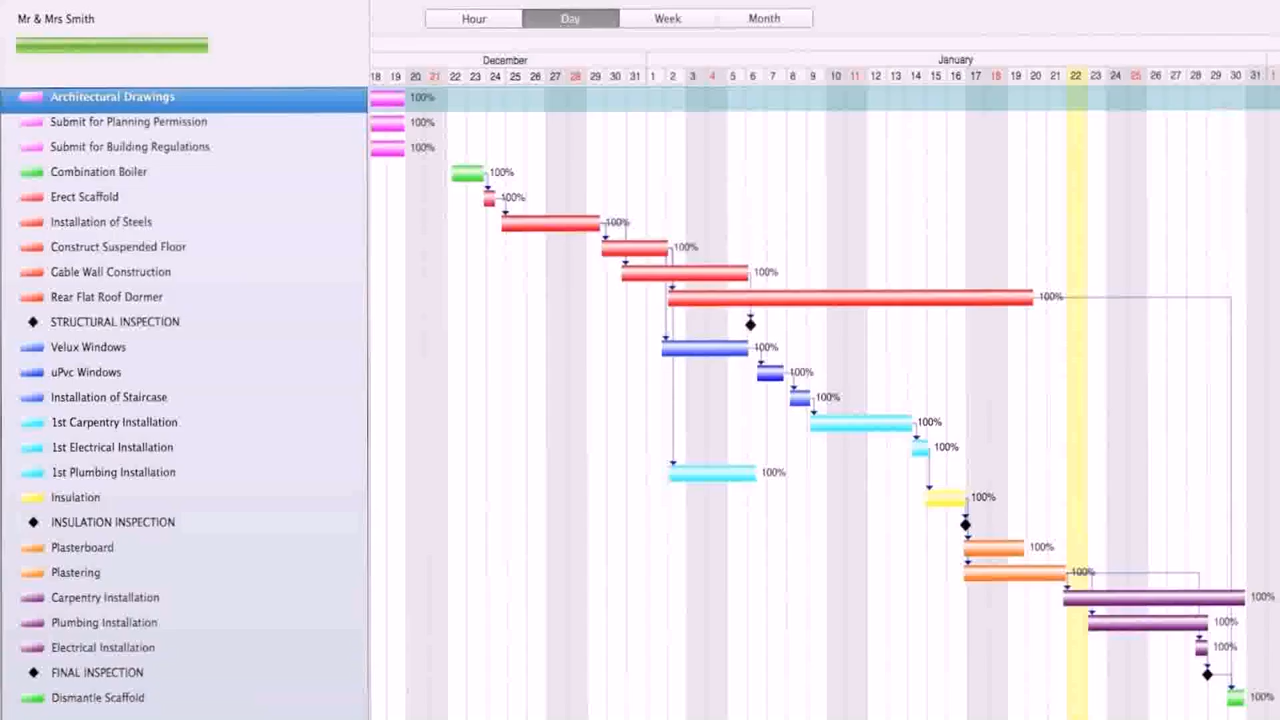 Mr & Mrs Smith
Hour Day Week Month
December January
18 19 20 21 22 23 24 25 26 27 28 29 30 31 1 2 3 4 5 6 7 8 9 10 11 12 13 14 15 16 17 18 19 20 21 22 23 24 25 26 27 28 29 30 31 1
Architectural Drawings 100%
Submit for Planning Permission 100%
Submit for Building Regulations 100%
Combination Boiler 100%
Erect Scaffold 100%
Installation of Steels 100%
Construct Suspended Floor 100%
Gable Wall Construction 100%
Rear Flat Roof Dormer 100%
STRUCTURAL INSPECTION
Velux Windows 100%
uPvc Windows 100%
Installation of Staircase 100%
1st Carpentry Installation 100%
1st Electrical Installation 100%
1st Plumbing Installation 100%
Insulation 100%
INSULATION INSPECTION
Plasterboard 100%
Plastering 100%
Carpentry Installation 100%
Plumbing Installation 100%
Electrical Installation 100%
FINAL INSPECTION
Dismantle Scaffold 100%